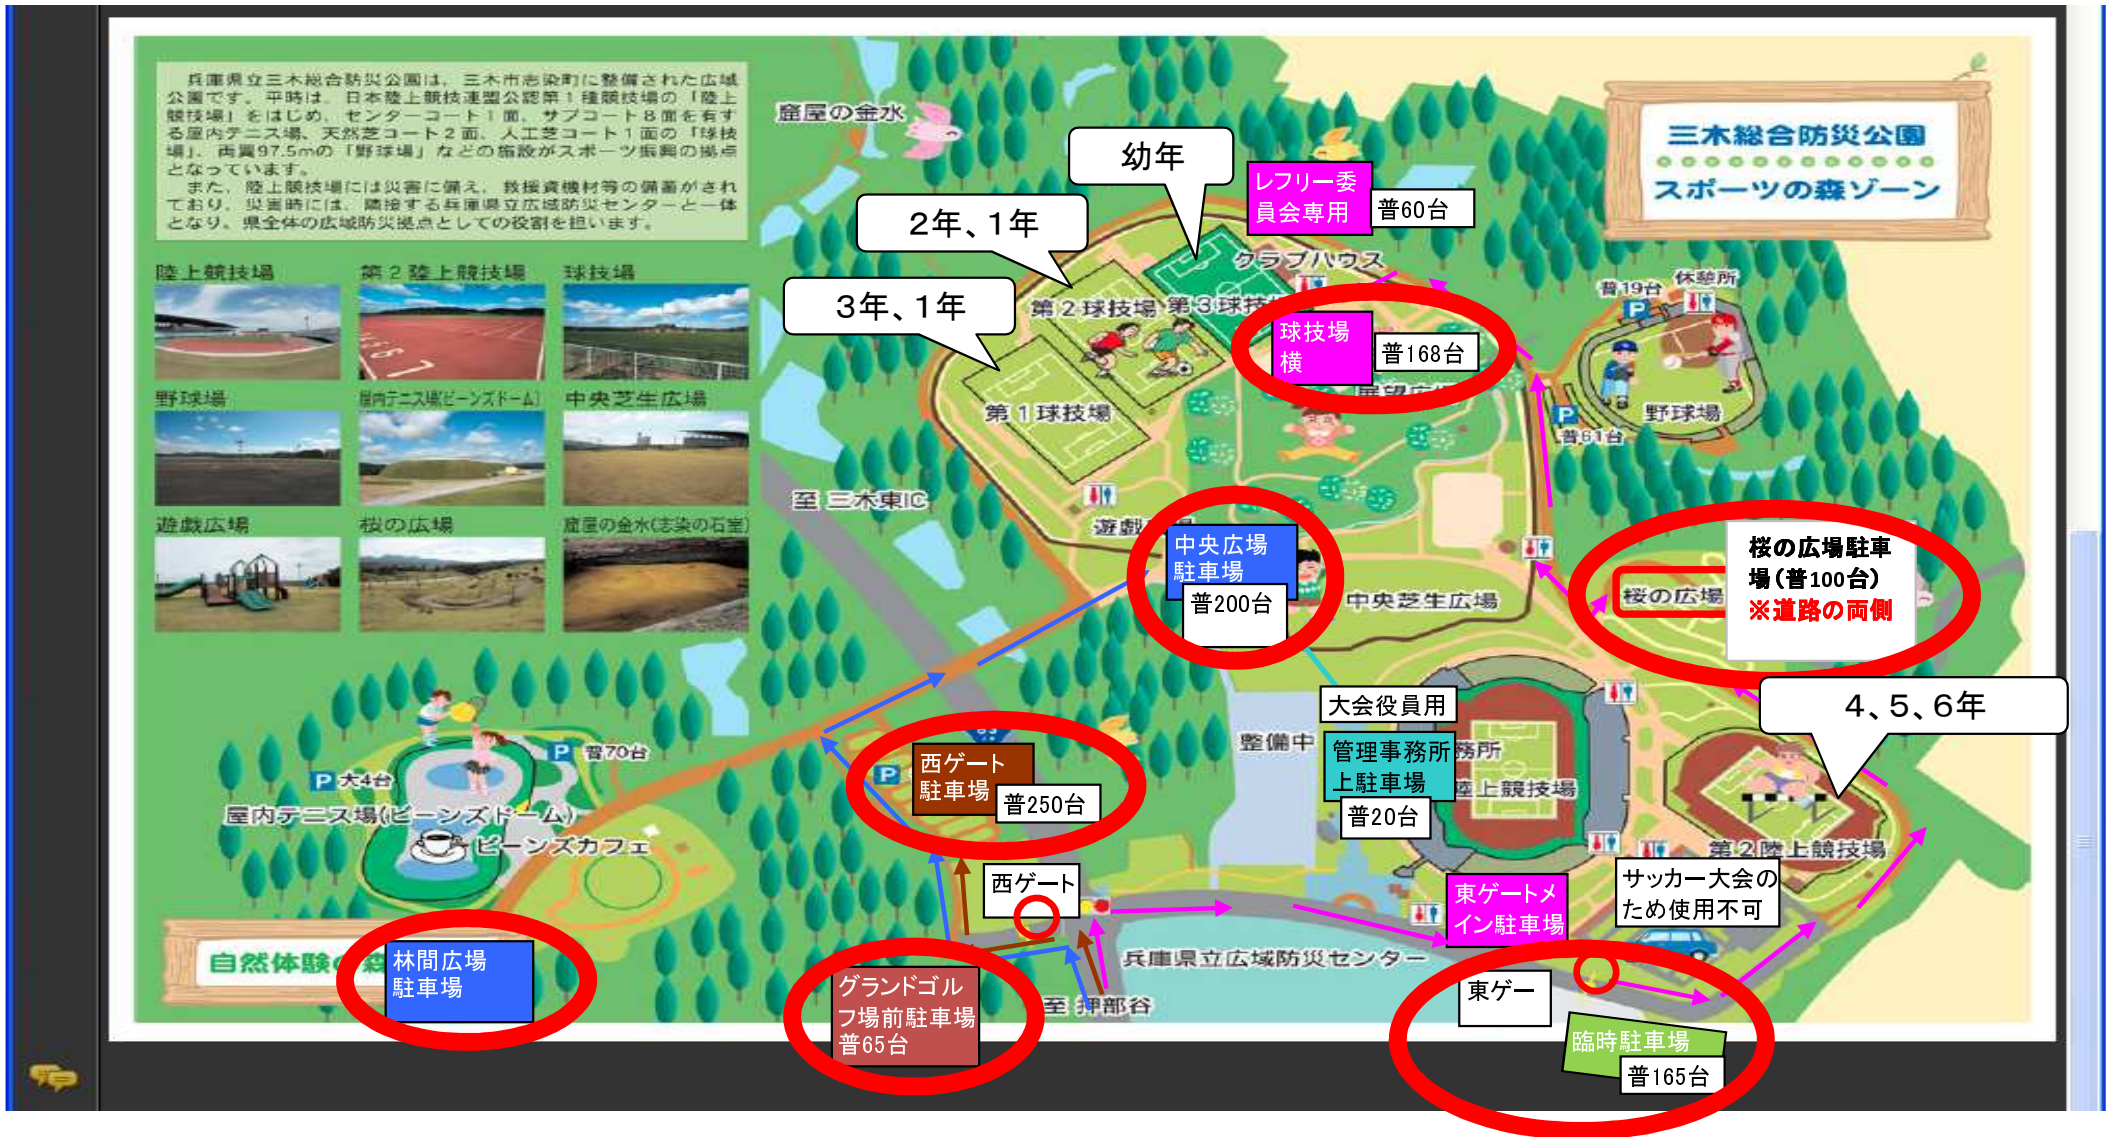 兵庫県立三木総合防災公園は、三木市志染町に整備された広域
公園です。平時は、日本陸上競技連盟公認第１種競技場の「陸上
競技場」をはじめ、センターコート１面、サブコート８面を有す
る屋内テニス場、天然芝コート２面、人工芝コート１面の「球技
場」、両翼97.5mの「野球場」などの施設がスポーツ振興の拠点
となっています。
また、陸上競技場には災害に備え、救援資機材等の備蓄がされ
ており、災害時には、隣接する兵庫県立広域防災センターと一体
となり、県全体の広域防災拠点としての役割を担います。
陸上競技場
第２陸上競技場
球技場
野球場
屋内テニス場(ビーンズドーム)
中央芝生広場
遊戯広場
桜の広場
窟屋の金水(志染の石室)
窟屋の金水
三木総合防災公園
スポーツの森ゾーン
幼年
２年、１年
３年、１年
レフリー委
員会専用
普60台
クラブハウス
第２球技場
第３球技
球技場
横
普168台
展望広
第１球技場
普19台
休憩所
P
野球場
P
普61台
至 三木東IC
遊戯
中央広場
駐車場
普200台
中央芝生広場
桜の広場
桜の広場駐車
場（普100台）
※道路の両側
４、５、６年
大会役員用
管理事務所
上駐車場
普20台
務所
陸上競技場
整備中
西ゲート
駐車場
普250台
P
P
普70台
P
大4台
屋内テニス場(ビーンズドーム)
ビーンズカフェ
西ゲート
第２陸上競技場
サッカー大会の
ため使用不可
東ゲートメ
イン駐車場
兵庫県立広域防災センター
至 押部谷
自然体験の森
林間広場
駐車場
グランドゴル
フ場前駐車場
普65台
東ゲー
臨時駐車場
普165台